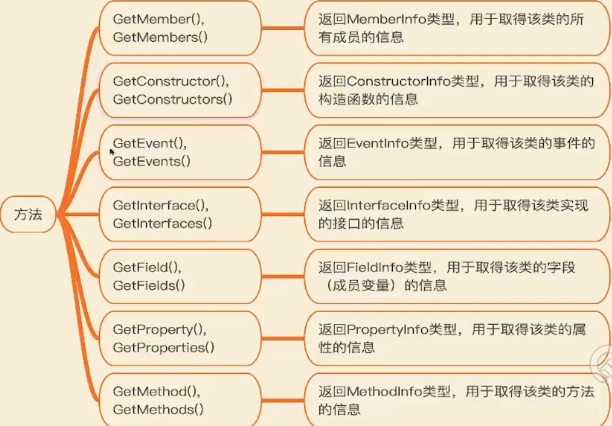 方法
GetMember(),
GetMembers()
返回MemberInfo类型，用于取得该类的所
有成员的信息
GetConstructor(),
GetConstructors()
返回ConstructorInfo类型，用于取得该类的
构造函数的信息
GetEvent(),
GetEvents()
返回EventInfo类型，用于取得该类的事件的
信息
GetInterface(),
GetInterfaces()
返回InterfaceInfo类型，用于取得该类实现
的接口的信息
GetField(),
GetFields()
返回FieldInfo类型，用于取得该类的字段
（成员变量）的信息
GetProperty(),
GetProperties()
返回PropertyInfo类型，用于取得该类的属
性的信息
GetMethod(),
GetMethods()
返回MethodInfo类型，用于取得该类的方法
的信息